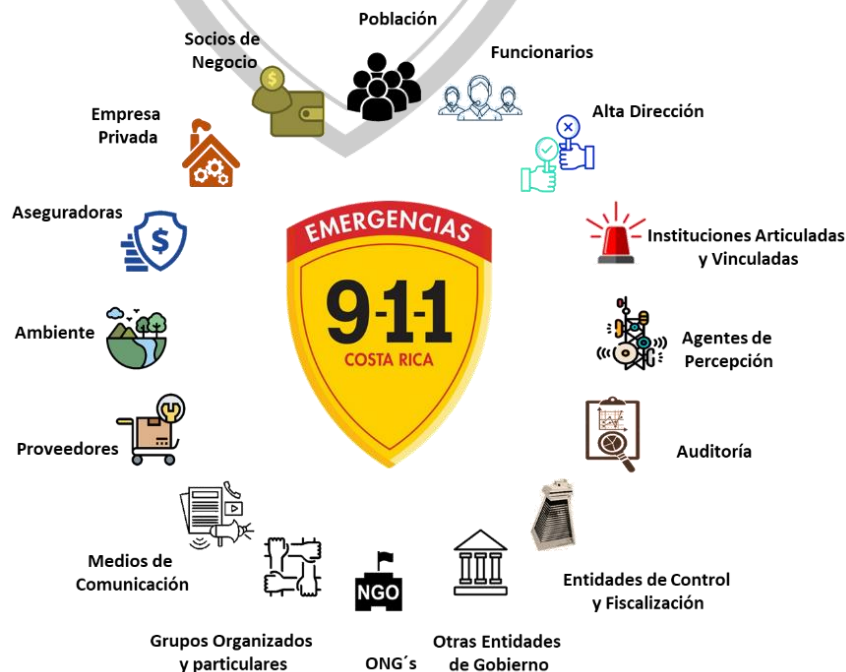 Población
Socios de
Negocio
Funcionarios
Empresa
Privada
Alta Dirección
Aseguradoras
EMERGENCIAS
9-1-1
COSTA RICA
Instituciones Articuladas
y Vinculadas
Ambiente
Agentes de
Percepción
Proveedores
Auditoría
Medios de
Comunicación
Entidades de Control
y Fiscalización
NGO
Grupos Organizados
y particulares
ONG´s
Otras Entidades
de Gobierno